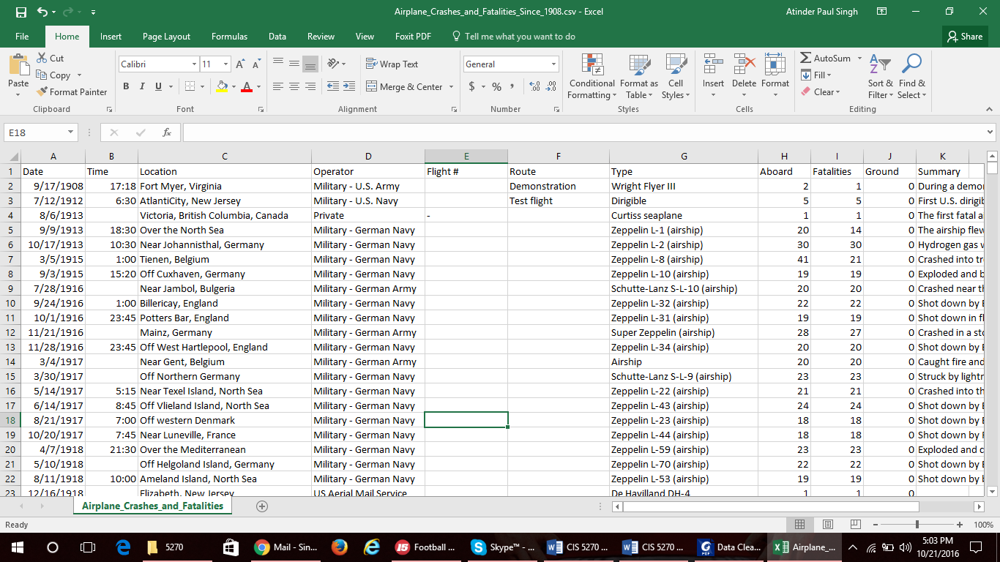 Airplane_Crashes_and_Fatalities_Since_1908.csv - Excel Atinder Paul Singh
File Home Insert Page Layout Formulas Data Review View Foxit PDF Tell me what you want to do Share
Paste Cut Copy Format Painter Clipboard
Calibri 11 A A B I U A Font
Wrap Text Merge & Center Alignment
General $ % , Number
Conditional Formatting Format as Table Cell Styles Styles
Insert Delete Format Cells
AutoSum Fill Clear Sort & Filter Find & Select Editing
E18 fx
A B C D E F G H I J K
1 Date Time Location Operator Flight # Route Type Aboard Fatalities Ground Summary
2 9/17/1908 17:18 Fort Myer, Virginia Military - U.S. Army Demonstration Wright Flyer III 2 1 0 During a demo
3 7/12/1912 6:30 AtlantiCity, New Jersey Military - U.S. Navy Test flight Dirigible 5 5 0 First U.S. dirigib
4 8/6/1913 Victoria, British Columbia, Canada Private - Curtiss seaplane 1 1 0 The first fatal a
5 9/9/1913 18:30 Over the North Sea Military - German Navy Zeppelin L-1 (airship) 20 14 0 The airship flew
6 10/17/1913 10:30 Near Johannisthal, Germany Military - German Navy Zeppelin L-2 (airship) 30 30 0 Hydrogen gas
7 3/5/1915 1:00 Tienen, Belgium Military - German Navy Zeppelin L-8 (airship) 41 21 0 Crashed into tr
8 9/3/1915 15:20 Off Cuxhaven, Germany Military - German Navy Zeppelin L-10 (airship) 19 19 0 Exploded and b
9 7/28/1916 Near Jambol, Bulgeria Military - German Army Schutte-Lanz S-L-10 (airship) 20 20 0 Crashed near th
10 9/24/1916 1:00 Billericay, England Military - German Navy Zeppelin L-32 (airship) 22 22 0 Shot down by
11 10/1/1916 23:45 Potters Bar, England Military - German Navy Zeppelin L-31 (airship) 19 19 0 Shot down in fl
12 11/21/1916 Mainz, Germany Military - German Army Super Zeppelin (airship) 28 27 0 Crashed in a sto
13 11/28/1916 23:45 Off West Hartlepool, England Military - German Navy Zeppelin L-34 (airship) 20 20 0 Shot down by
14 3/4/1917 Near Gent, Belgium Military - German Army Airship 20 20 0 Caught fire and
15 3/30/1917 Off Northern Germany Military - German Navy Schutte-Lanz S-L-9 (airship) 23 23 0 Struck by lightn
16 5/14/1917 5:15 Near Texel Island, North Sea Military - German Navy Zeppelin L-22 (airship) 21 21 0 Crashed into th
17 6/14/1917 8:45 Off Vlieland Island, North Sea Military - German Navy Zeppelin L-43 (airship) 24 24 0 Shot down by
18 8/21/1917 7:00 Off western Denmark Military - German Navy Zeppelin L-23 (airship) 18 18 0 Shot down by
19 10/20/1917 7:45 Near Luneville, France Military - German Navy Zeppelin L-44 (airship) 18 18 0 Shot down by
20 4/7/1918 21:30 Over the Mediterranean Military - German Navy Zeppelin L-59 (airship) 23 23 0 Exploded and
21 5/10/1918 Off Helgoland Island, Germany Military - German Navy Zeppelin L-70 (airship) 22 22 0 Shot down by
22 8/11/1918 10:00 Ameland Island, North Sea Military - German Navy Zeppelin L-53 (airship) 19 19 0 Shot down by
23 12/16/1918 Elizabeth, New Jersey US Aerial Mail Service De Havilland DH-4 1 1 0
Airplane_Crashes_and_Fatalities
Ready 100%
5270 Mail - Sin... Football ... Skype™ - ... CIS 5270 ... CIS 5270 ... Data Clea... Airplane_... 5:03 PM
10/21/2016